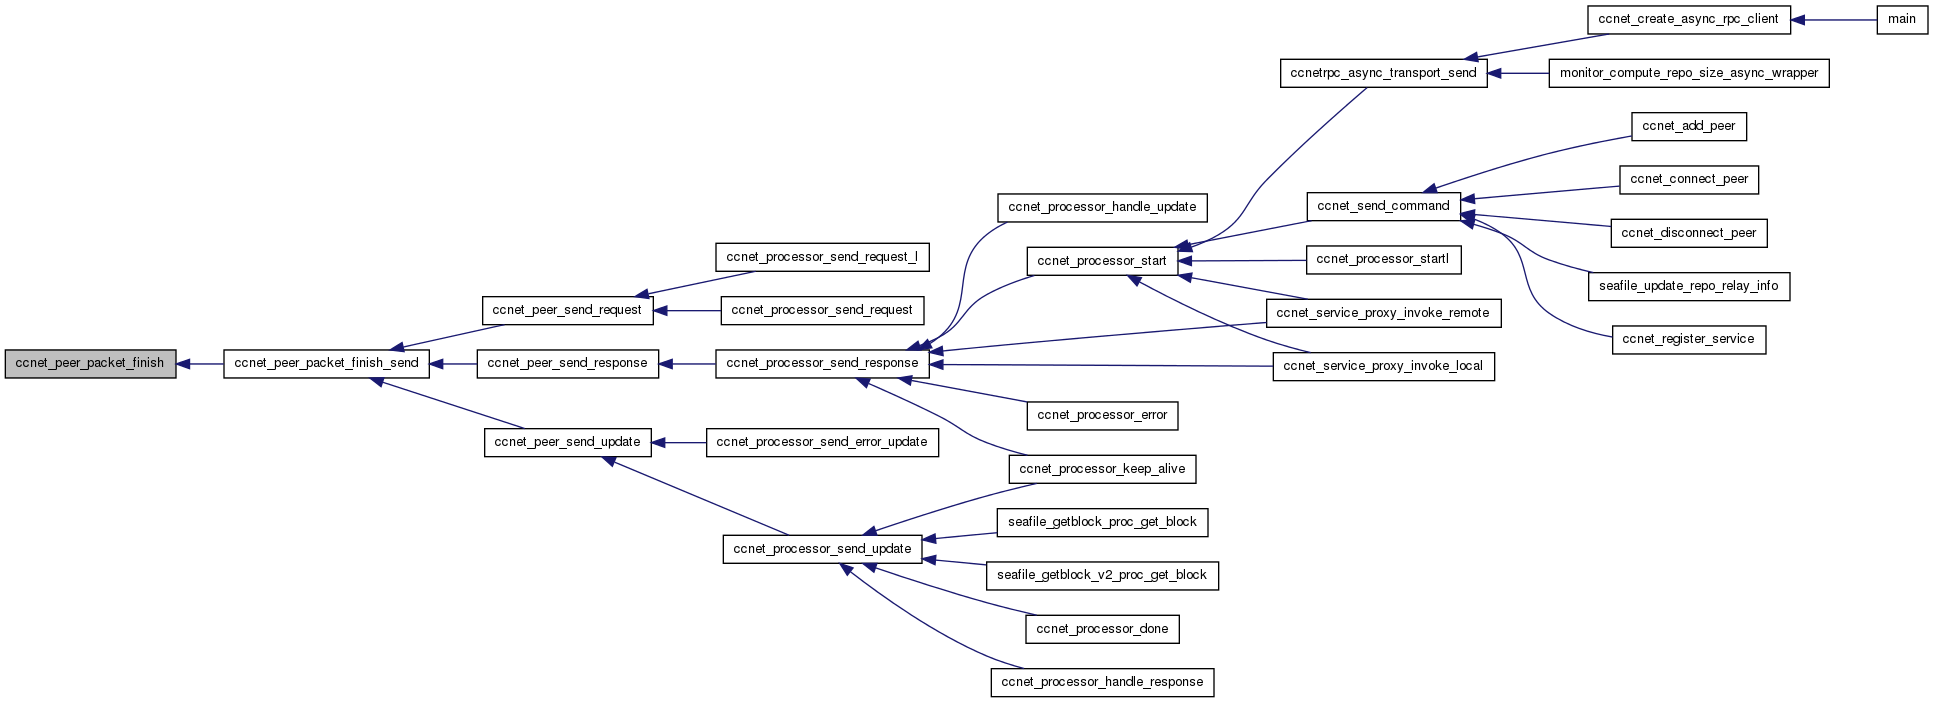 ccnet_create_async_rpc_client
main
ccnetrpc_async_transport_send
monitor_compute_repo_size_async_wrapper
ccnet_add_peer
ccnet_connect_peer
ccnet_processor_handle_update
ccnet_send_command
ccnet_disconnect_peer
ccnet_processor_send_request_l
ccnet_processor_start
ccnet_processor_startl
seafile_update_repo_relay_info
ccnet_peer_send_request
ccnet_processor_send_request
ccnet_service_proxy_invoke_remote
ccnet_register_service
ccnet_peer_packet_finish
ccnet_peer_packet_finish_send
ccnet_peer_send_response
ccnet_processor_send_response
ccnet_service_proxy_invoke_local
ccnet_processor_error
ccnet_peer_send_update
ccnet_processor_send_error_update
ccnet_processor_keep_alive
seafile_getblock_proc_get_block
ccnet_processor_send_update
seafile_getblock_v2_proc_get_block
ccnet_processor_done
ccnet_processor_handle_response